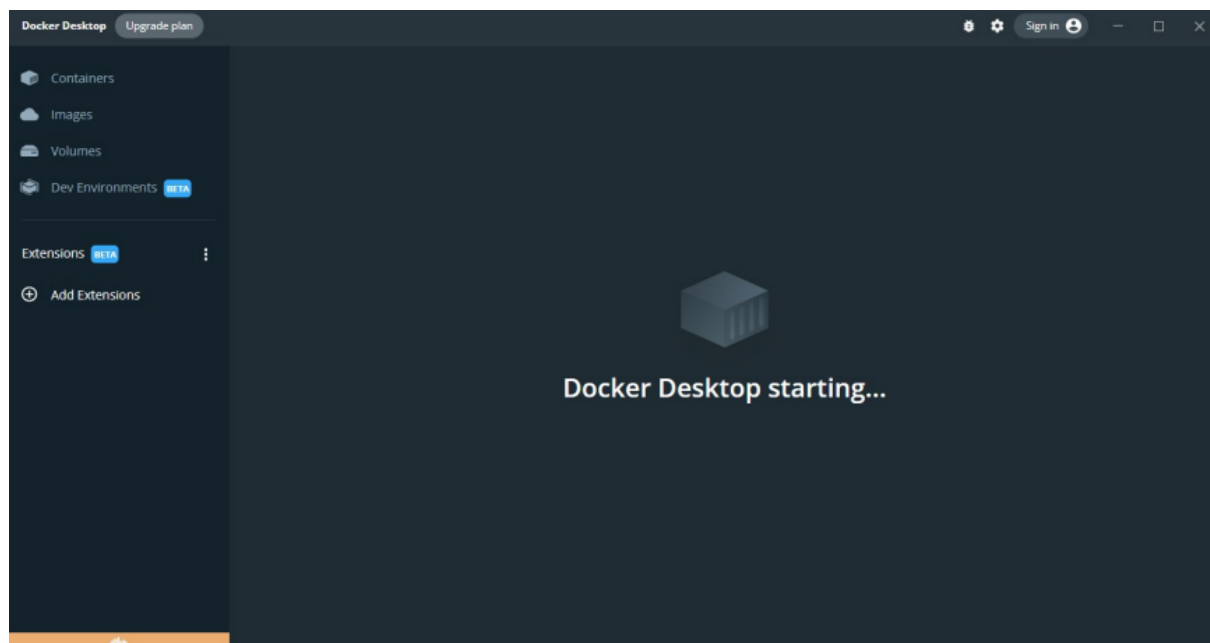 Docker Desktop Upgrade plan Sign in
Containers
Images
Volumes
Dev Environments BETA
Extensions BETA
Add Extensions
Docker Desktop starting...